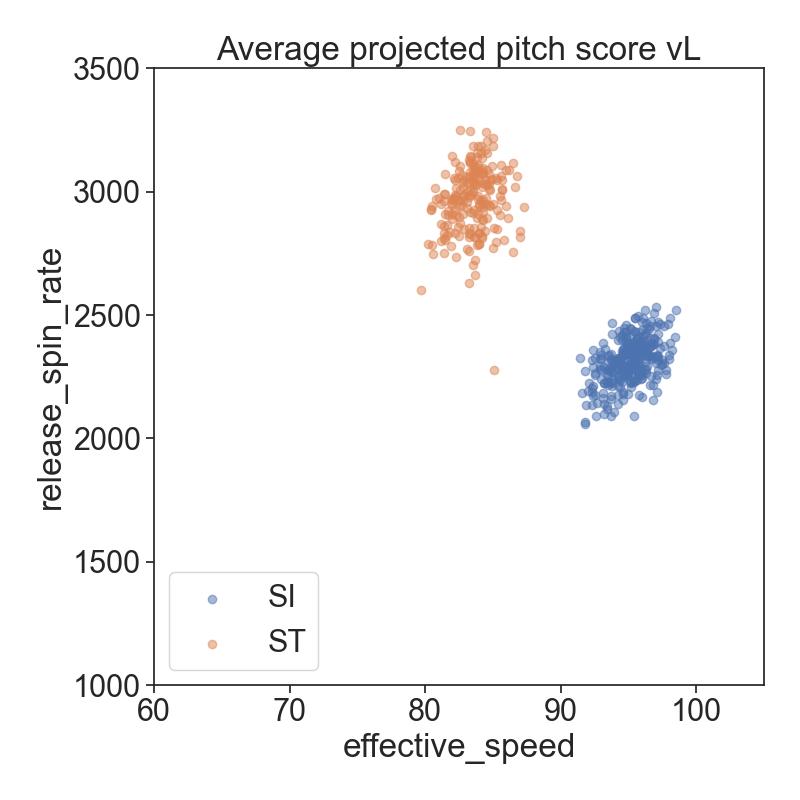 Average projected pitch score vL
release_spin_rate
3500
3000
2500
2000
1500
1000
SI
ST
60 70 80 90 100
effective_speed